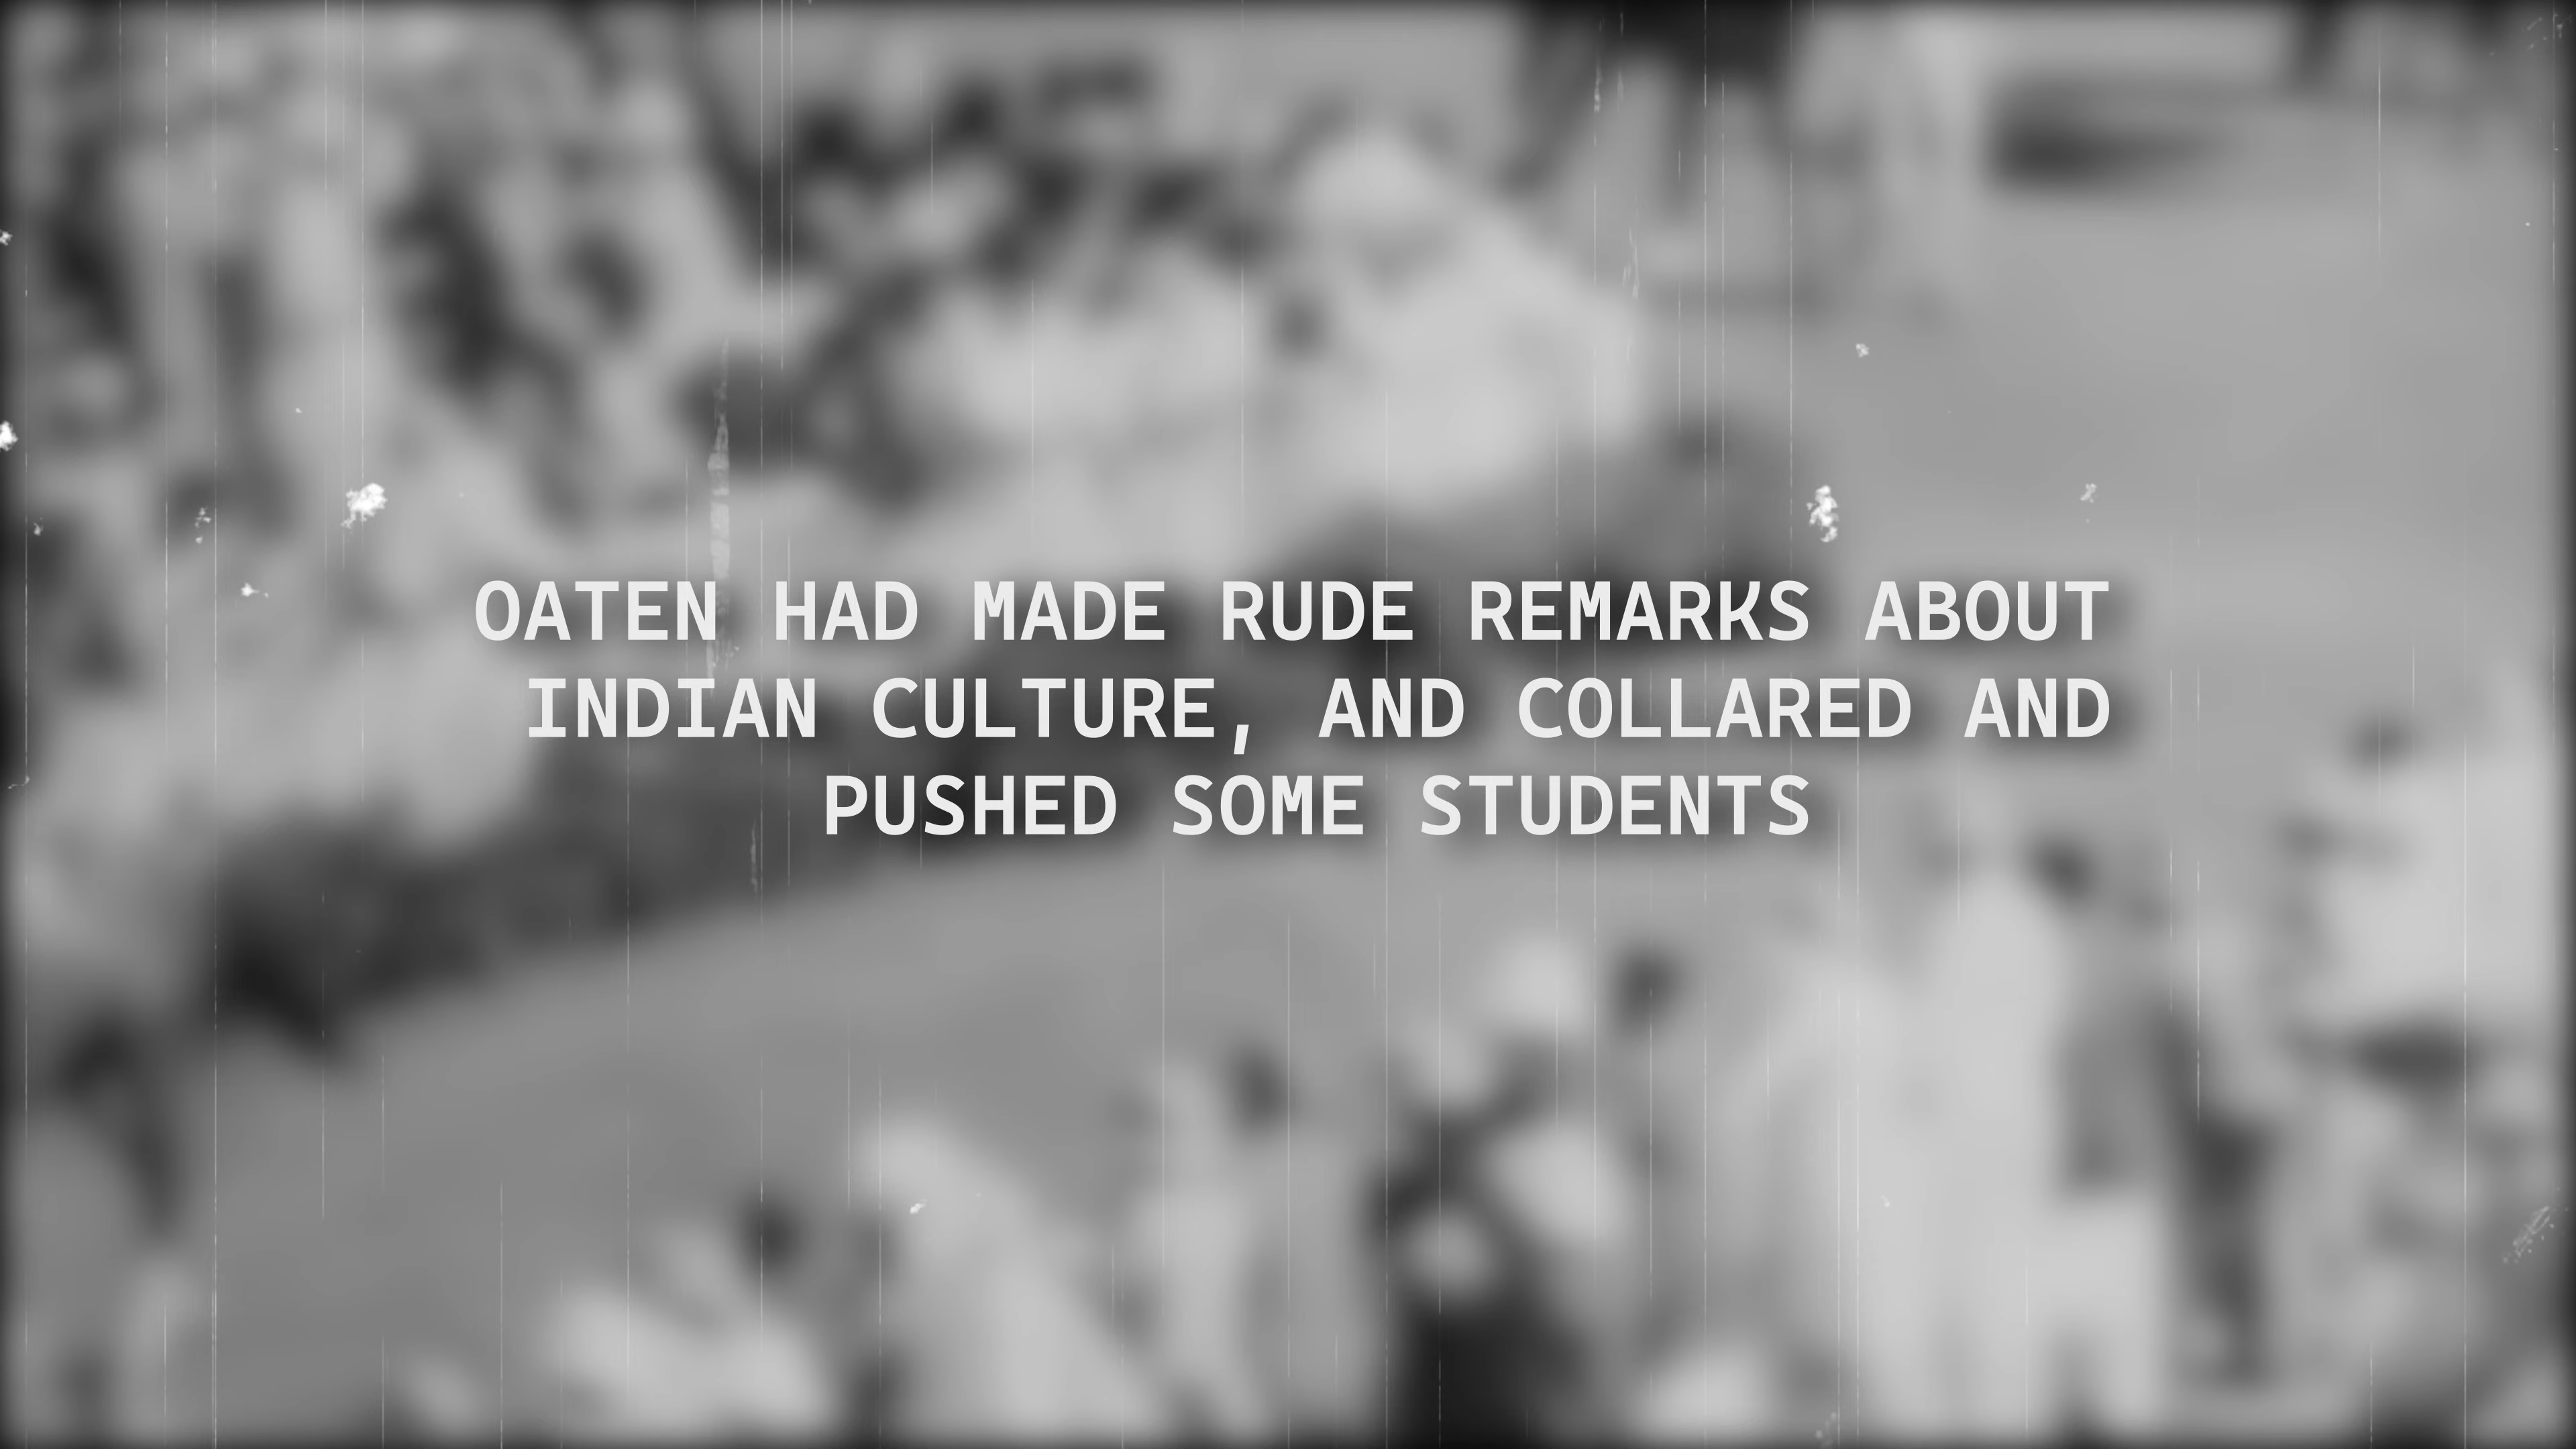 OATEN HAD MADE RUDE REMARKS ABOUT
INDIAN CULTURE, AND COLLARED AND
PUSHED SOME STUDENTS